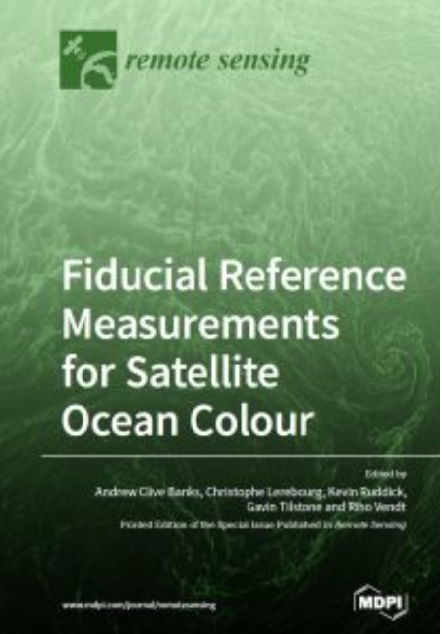 remote sensing
Fiducial Reference
Measurements
for Satellite
Ocean Colour
Edited by
Andrew Clive Banks, Christophe Lerebourg, Kevin Ruddick,
Gavin Tilstone and Riho Vendt
Printed Edition of the Special Issue Published in Remote Sensing
www.mdpi.com/journal/remotesensing
MDPI